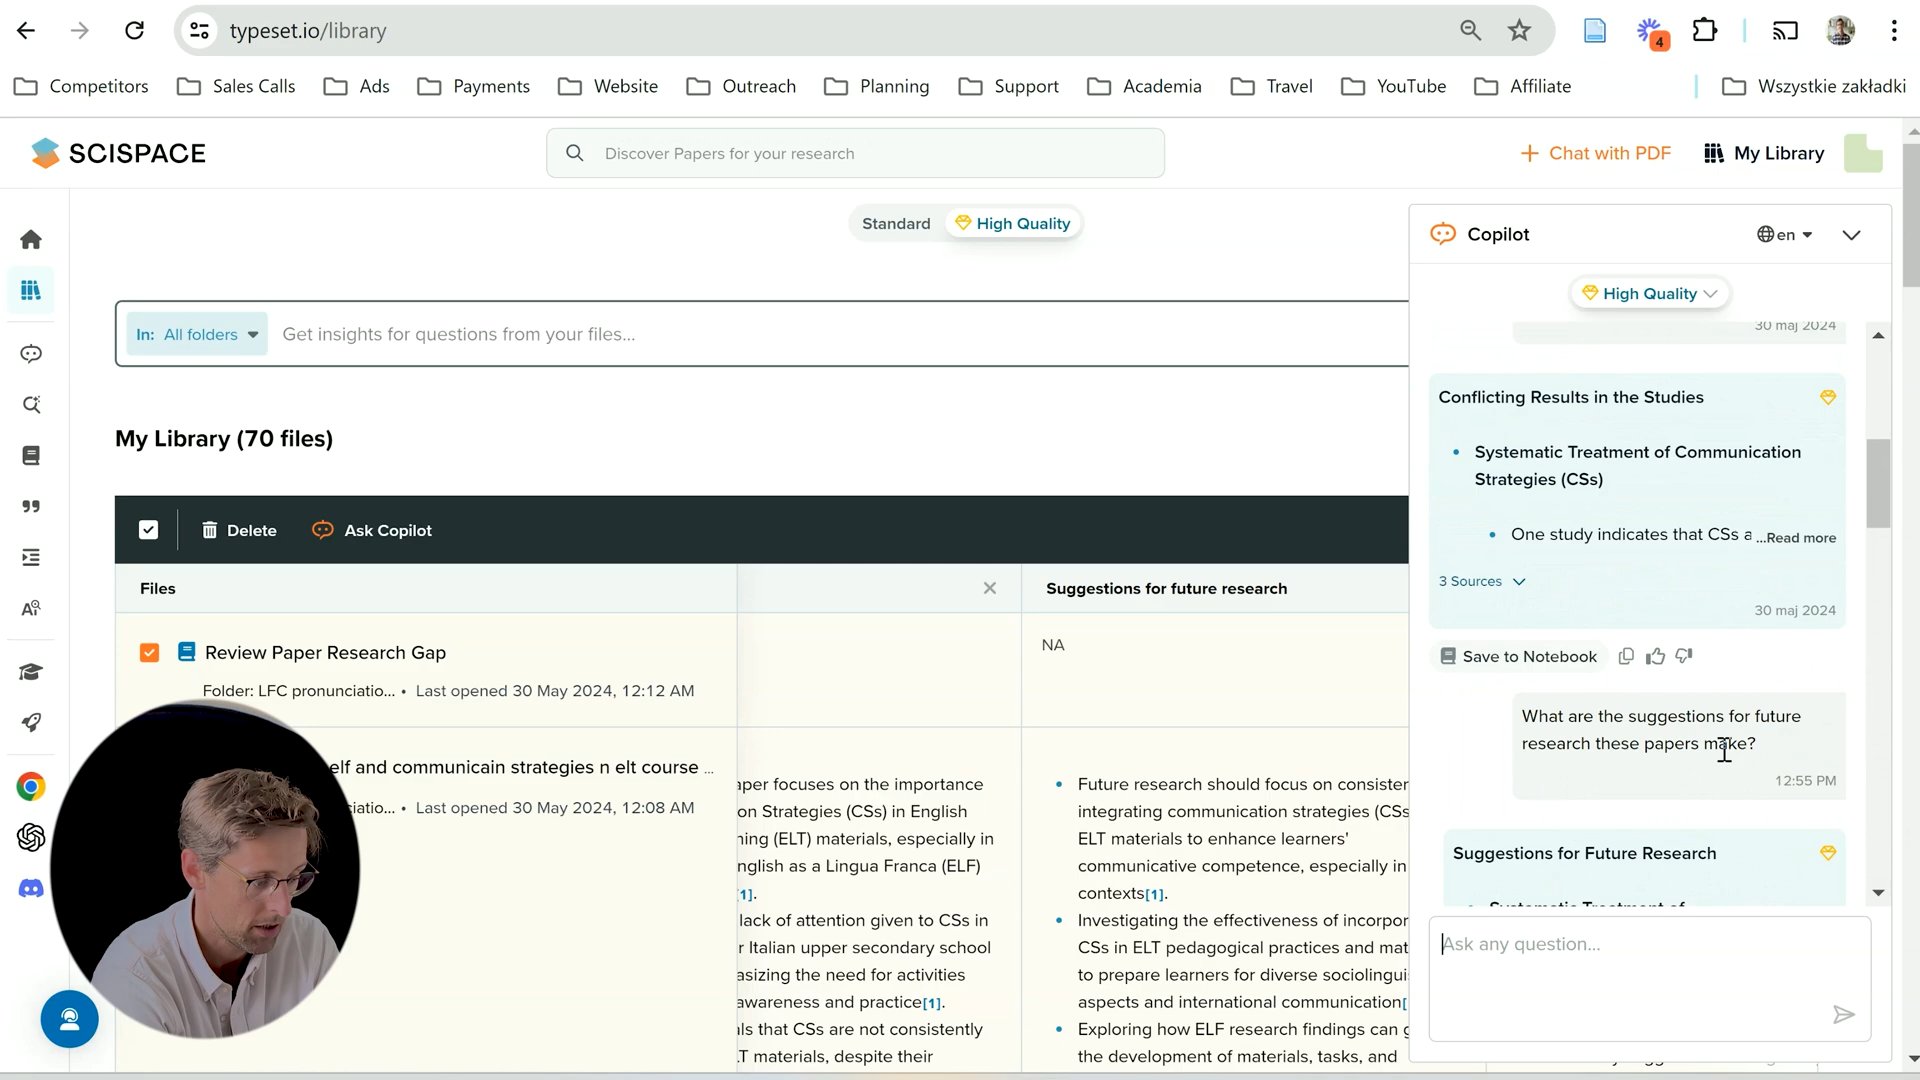 typeset.io/library
4
Competitors
Sales Calls
Ads
Payments
Website
Outreach
Planning
Support
Academia
Travel
YouTube
Affiliate
Wszystkie zakładki
SCISPACE
Discover Papers for your research
+ Chat with PDF
My Library
Standard
High Quality
In: All folders
Get insights for questions from your files...
My Library (70 files)
Delete
Ask Copilot
Files
Suggestions for future research
Review Paper Research Gap
Folder: LFC pronunciatio... • Last opened 30 May 2024, 12:12 AM
NA
elf and communicain strategies n elt course ...
ciatio... • Last opened 30 May 2024, 12:08 AM
aper focuses on the importance
on Strategies (CSs) in English
ning (ELT) materials, especially in
nglish as a Lingua Franca (ELF)
[1].
lack of attention given to CSs in
r Italian upper secondary school
asizing the need for activities
awareness and practice[1].
ls that CSs are not consistently
T materials, despite their
• Future research should focus on consisten
integrating communication strategies (CSs
ELT materials to enhance learners'
communicative competence, especially in
contexts[1].
• Investigating the effectiveness of incorpor
CSs in ELT pedagogical practices and mat
to prepare learners for diverse sociolingui
aspects and international communication[
• Exploring how ELF research findings can g
the development of materials, tasks, and
Copilot
en
High Quality
30 maj 2024
Conflicting Results in the Studies
• Systematic Treatment of Communication
Strategies (CSs)
• One study indicates that CSs a ...Read more
3 Sources
30 maj 2024
Save to Notebook
What are the suggestions for future
research these papers make?
12:55 PM
Suggestions for Future Research
• Systematic Treatment of
Ask any question...